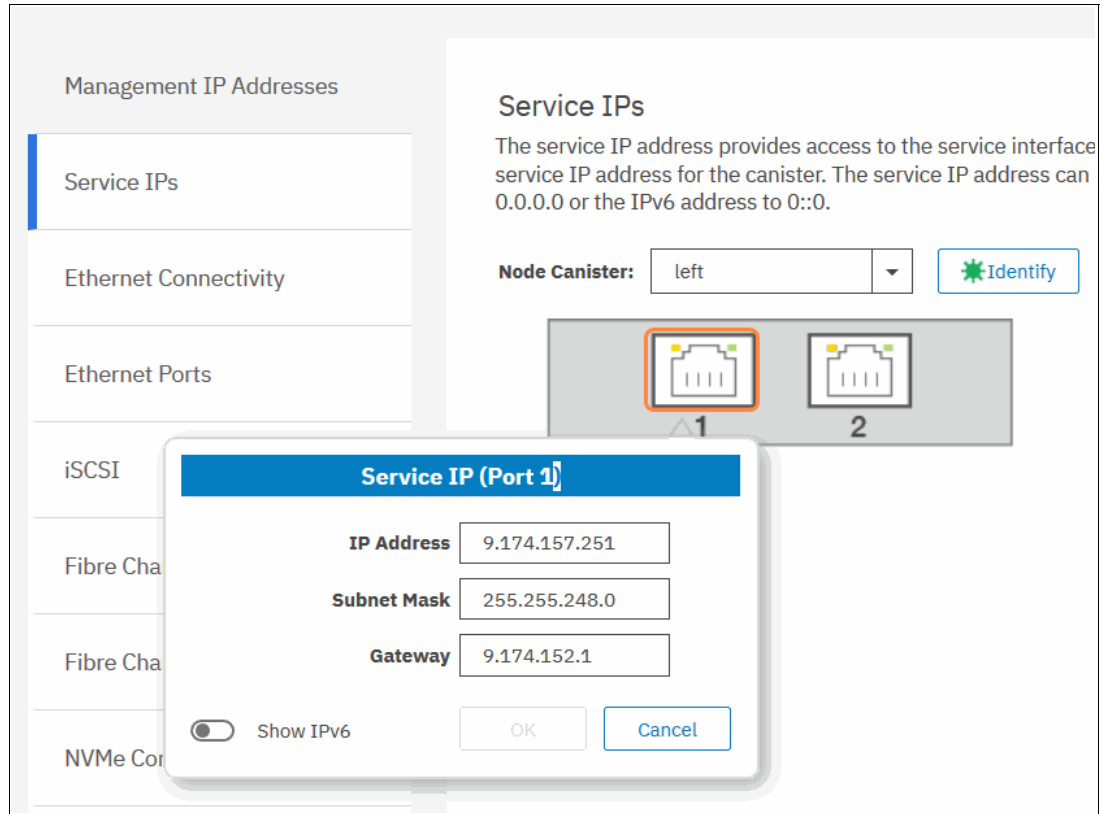 Management IP Addresses
Service IPs
Ethernet Connectivity
Ethernet Ports
iSCSI
Fibre Cha
Fibre Cha
NVMe Cor
Service IPs
The service IP address provides access to the service interface
service IP address for the canister. The service IP address can
0.0.0.0 or the IPv6 address to 0::0.
Node Canister: left Identify
1 2
Service IP (Port 1)
IP Address 9.174.157.251
Subnet Mask 255.255.248.0
Gateway 9.174.152.1
Show IPv6 OK Cancel